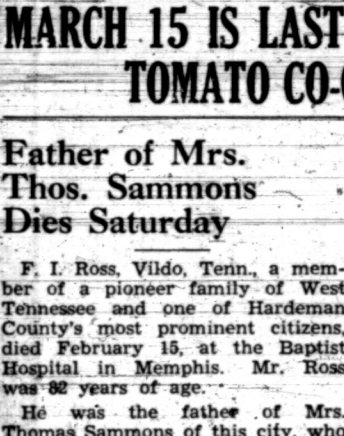 MARCH 15 IS LAST
TOMATO CO-
Father of Mrs.
Thos. Sammons
Dies Saturday
F. I. Ross, Vildo, Tenn., a mem-
ber of a pioneer family of West
Tennessee and one of Hardeman
County's most prominent citizens,
died February 15, at the Baptist
Hospital in Memphis. Mr. Ross
was 82 years of age.
He was the father of Mrs.
Thomas Sammons of this city, who